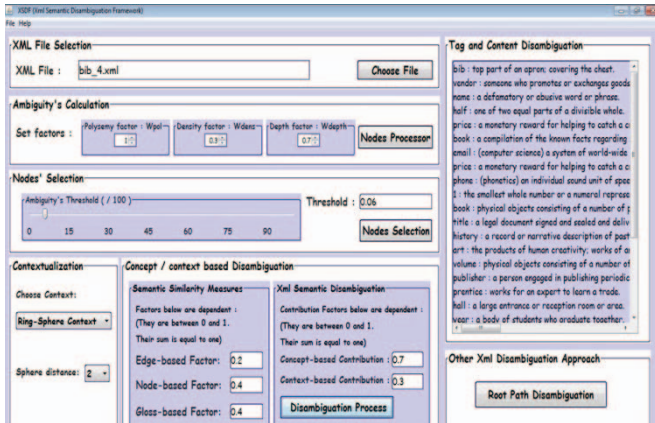 XSDF (Xml Semantic Disambiguation Framework)
File Help
XML File Selection
XML File : bib_4.xml
Choose File
Ambiguity's Calculation
Set factors :
Polysemy factor : Wpol
1
Density factor : Wdens
0.9
Depth factor : Wdepth
0.7
Nodes Processor
Nodes' Selection
Ambiguity's Threshold ( / 100 )
0 15 30 45 60 75 90
Threshold : 0.06
Nodes Selection
Contextualization
Choose Context:
Ring-Sphere Context
Sphere distance: 2
Concept / context based Disambiguation
Semantic Similarity Measures
Factors below are dependent :
(They are between 0 and 1.
Their sum is equal to one)
Edge-based Factor: 0.2
Node-based Factor: 0.4
Gloss-based Factor: 0.4
Xml Semantic Disambiguation
Contribution Factors below are dependent :
(They are between 0 and 1.
Their sum is equal to one)
Concept-based Contribution : 0.7
Context-based Contribution : 0.3
Disambiguation Process
Tag and Content Disambiguation
bib : top part of an apron; covering the chest.
vendor : someone who promotes or exchanges goods
name : a defamatory or abusive word or phrase.
half : one of two equal parts of a divisible whole.
price : a monetary reward for helping to catch a c
book : a compilation of the known facts regarding
email : (computer science) a system of world-wide
price : a monetary reward for helping to catch a c
phone : (phonetics) an individual sound unit of spee
1 : the smallest whole number or a numeral represe
book : physical objects consisting of a number of p
title : a legal document signed and sealed and deliv
history : a record or narrative description of past
art : the products of human creativity; works of a
volume : physical objects consisting of a number of
publisher : a person engaged in publishing periodic
prentice : works for an expert to learn a trade.
hall : a large entrance or reception room or area.
year : a body of students who graduate together.
Other Xml Disambiguation Approach
Root Path Disambiguation